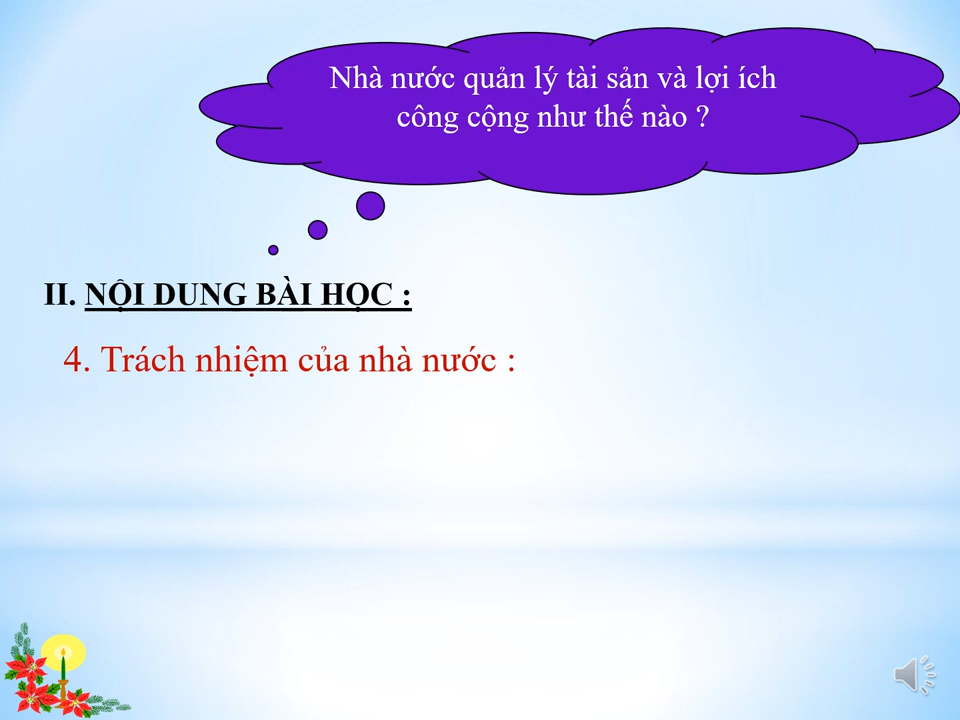 Nhà nước quản lý tài sản và lợi ích
công cộng như thế nào ?
II. NỘI DUNG BÀI HỌC :
4. Trách nhiệm của nhà nước :